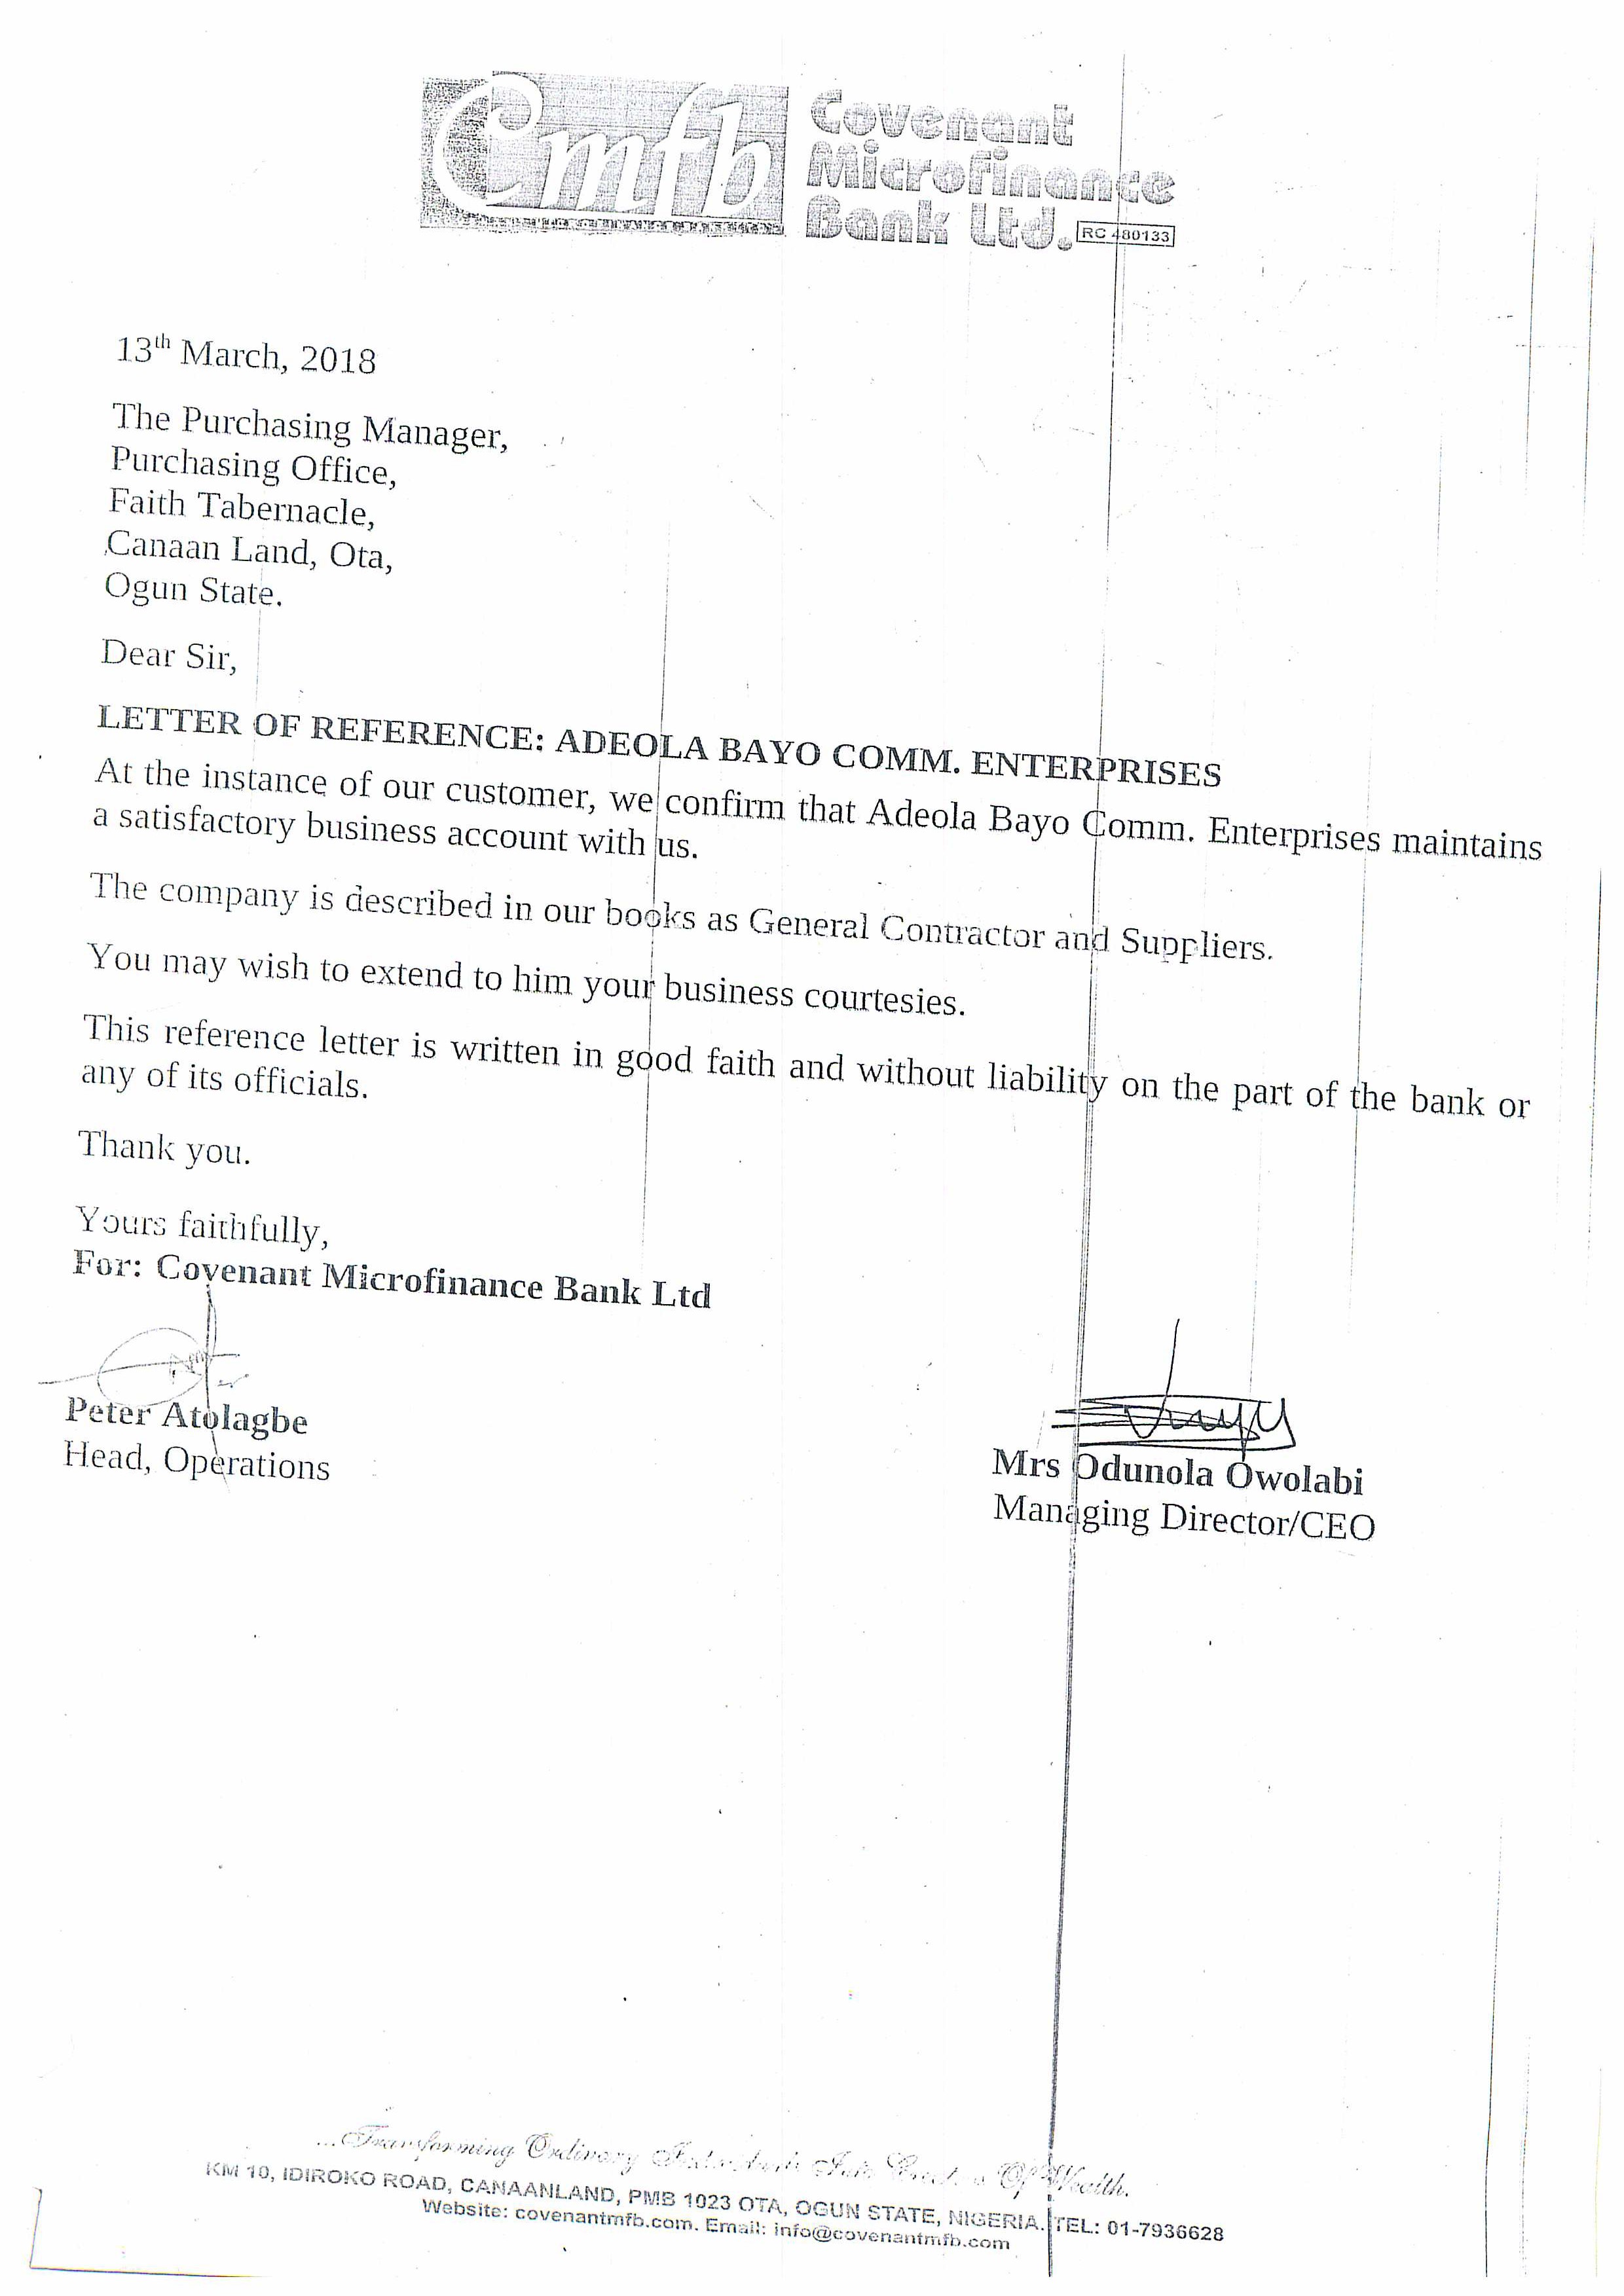 Cmfb
Covenant
Microfinance
Bank Ltd.
RC 480133
13th March, 2018
The Purchasing Manager,
Purchasing Office,
Faith Tabernacle,
Canaan Land, Ota,
Ogun State.
Dear Sir,
LETTER OF REFERENCE: ADEOLA BAYO COMM. ENTERPRISES
At the instance of our customer, we confirm that Adeola Bayo Comm. Enterprises maintains
a satisfactory business account with us.
The company is described in our books as General Contractor and Suppliers.
You may wish to extend to him your business courtesies.
This reference letter is written in good faith and without liability on the part of the bank or
any of its officials.
Thank you.
Yours faithfully,
For: Covenant Microfinance Bank Ltd
Peter Atolagbe
Head, Operations
Mrs Odunola Owolabi
Managing Director/CEO
...Transforming Ordinary Into Of Wealth.
KM 10, IDIROKO ROAD, CANAANLAND, PMB 1023 OTA, OGUN STATE, NIGERIA. TEL: 01-7936628
Website: covenantmfb.com. Email: info@covenantmfb.com